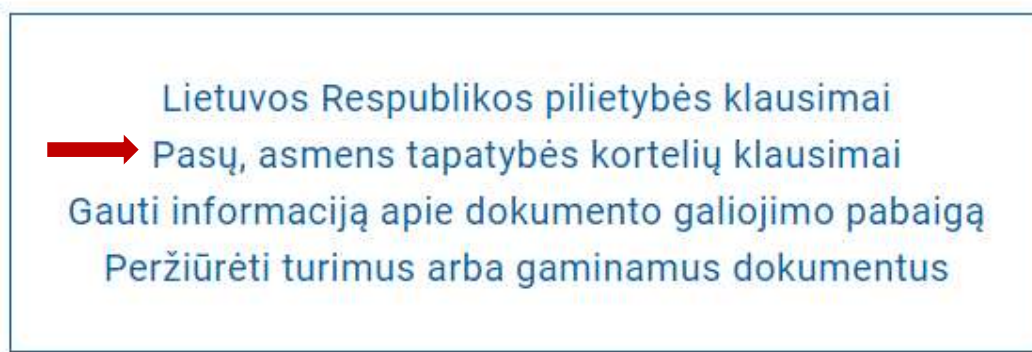 Lietuvos Respublikos pilietybės klausimai
Pasų, asmens tapatybės kortelių klausimai
Gauti informaciją apie dokumento galiojimo pabaigą
Peržiūrėti turimus arba gaminamus dokumentus